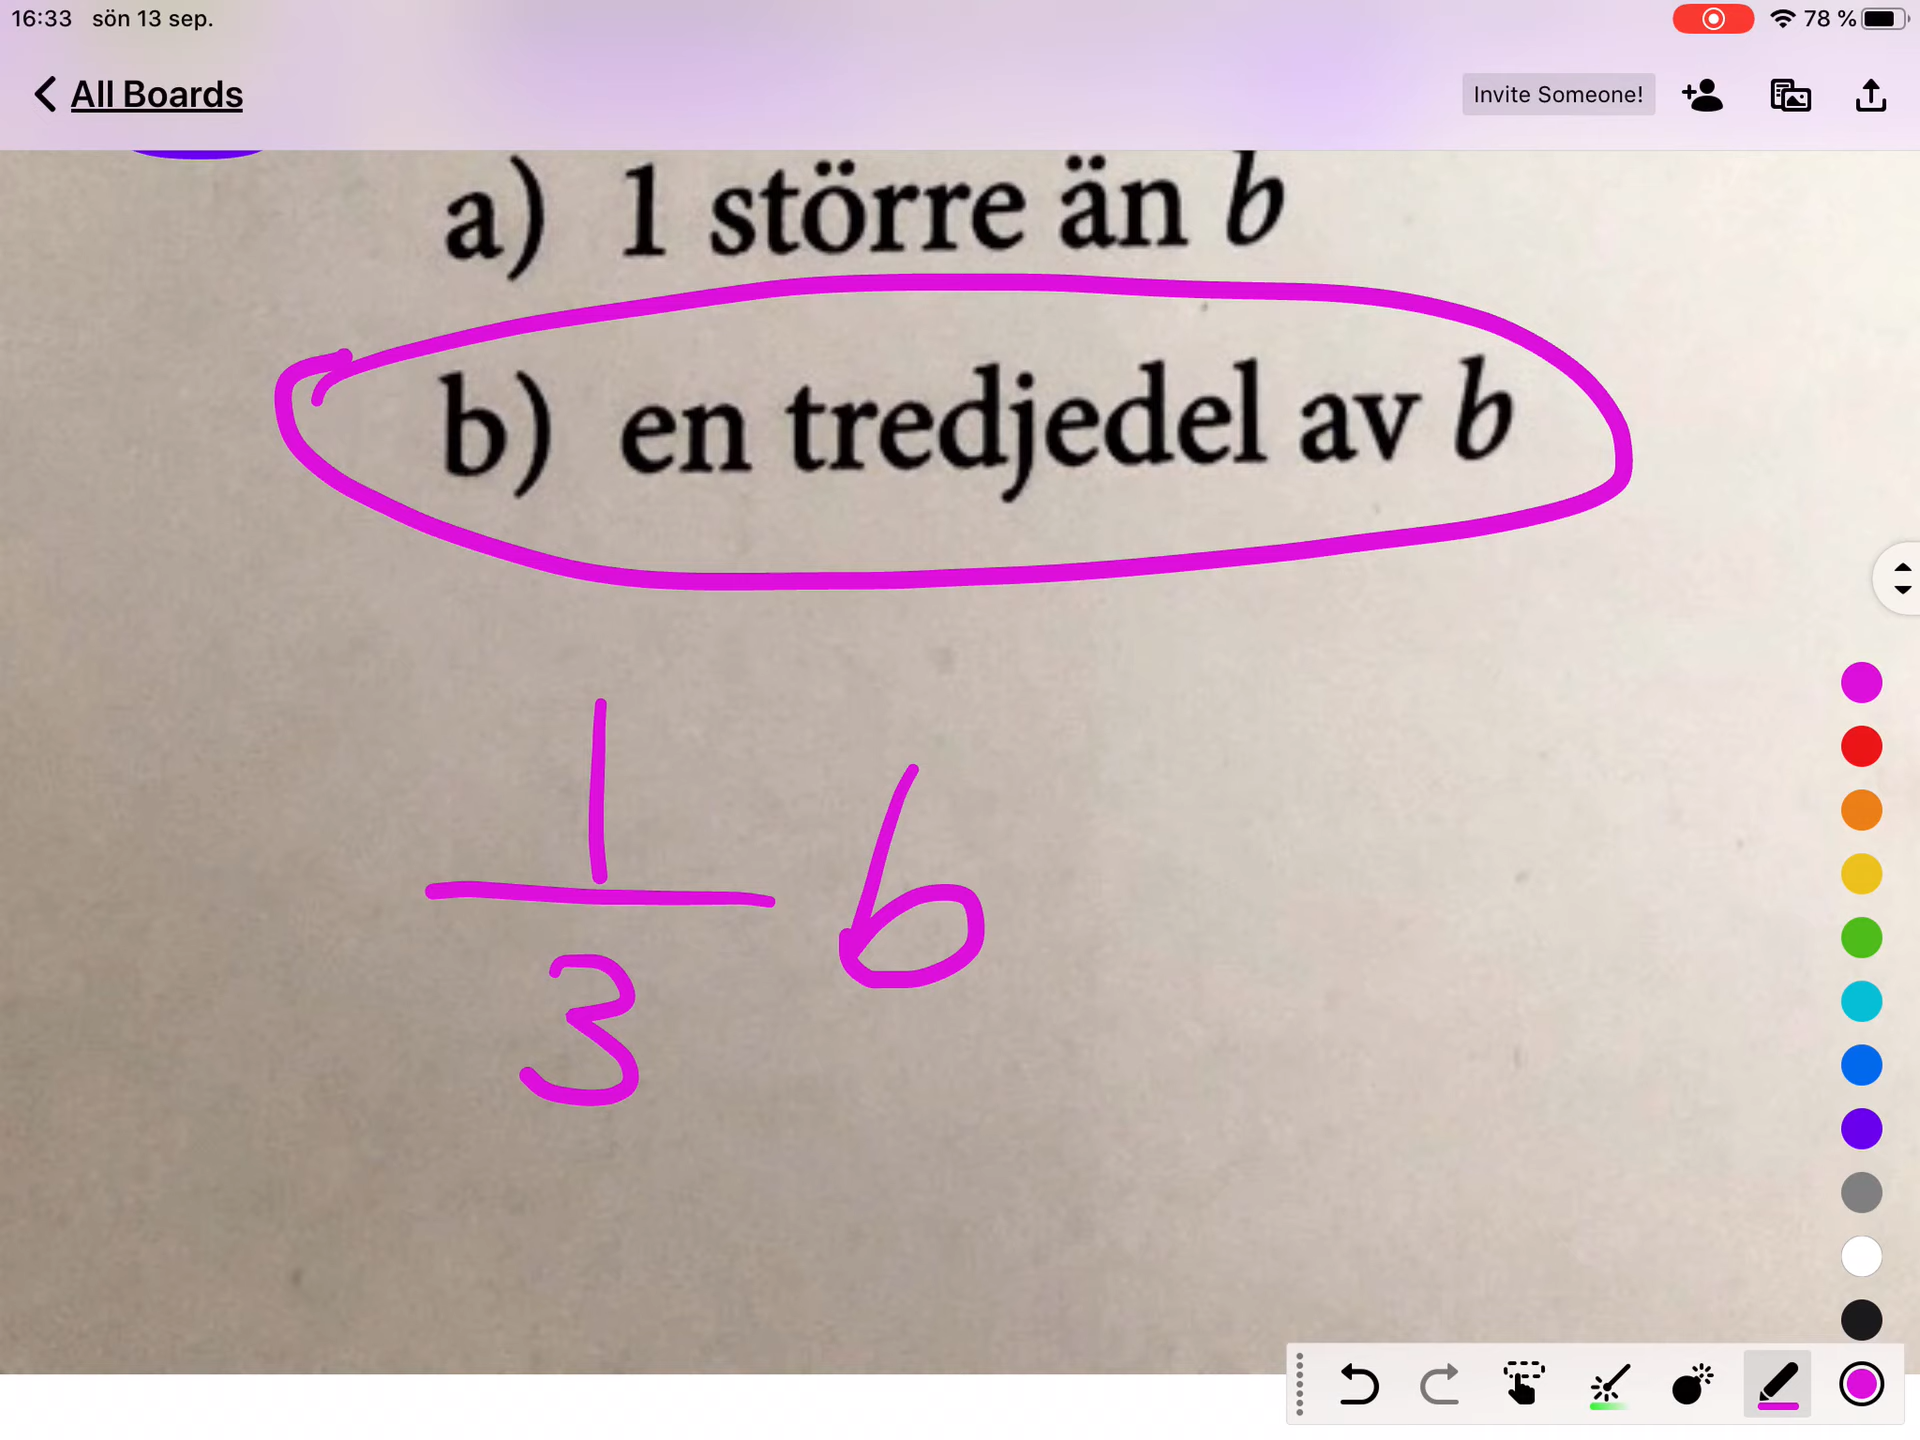 16:33 sön 13 sep. 78 %
All Boards Invite Someone!
a) 1 större än b
b) en tredjedel av b
1
3 b